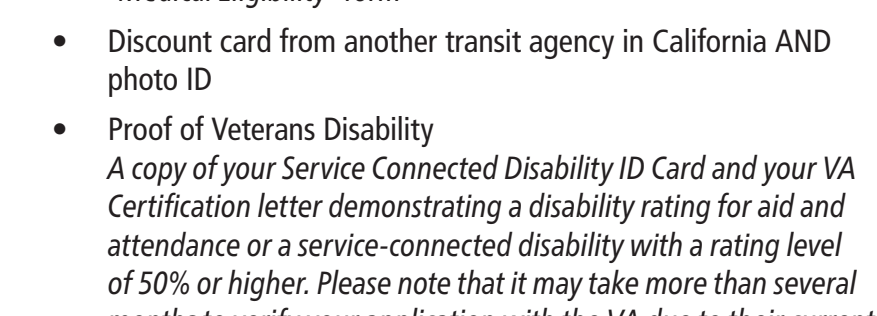 "Medical Eligibility" form
• Discount card from another transit agency in California AND
photo ID
• Proof of Veterans Disability
A copy of your Service Connected Disability ID Card and your VA
Certification letter demonstrating a disability rating for aid and
attendance or a service-connected disability with a rating level
of 50% or higher. Please note that it may take more than several
months to verify your application with the VA due to their current